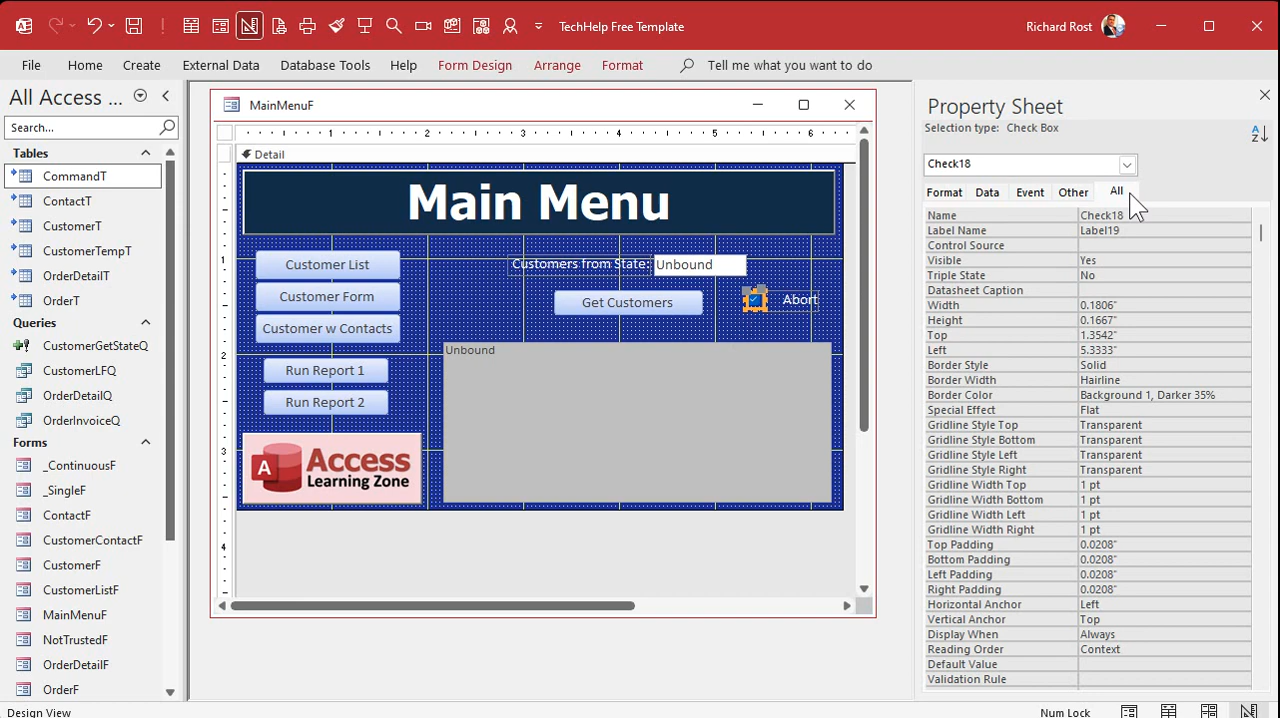 TechHelp Free Template
Richard Rost
File Home Create External Data Database Tools Help Form Design Arrange Format Tell me what you want to do
All Access ...
Search...
Tables
CommandT
ContactT
CustomerT
CustomerTempT
OrderDetailT
OrderT
Queries
CustomerGetStateQ
CustomerLFQ
OrderDetailQ
OrderInvoiceQ
Forms
_ContinuousF
_SingleF
ContactF
CustomerContactF
CustomerF
CustomerListF
MainMenuF
NotTrustedF
OrderDetailF
OrderF
MainMenuF
1 2 3 4 5 6
Detail
Main Menu
1
2
3
4
Customer List
Customer Form
Customer w Contacts
Run Report 1
Run Report 2
A Access
Learning Zone
Customers from State: Unbound
Get Customers
Abort
Unbound
Property Sheet
Selection type: Check Box
A
Z
Check18
Format Data Event Other All
Name Check18
Label Name Label19
Control Source
Visible Yes
Triple State No
Datasheet Caption
Width 0.1806"
Height 0.1667"
Top 1.3542"
Left 5.3333"
Border Style Solid
Border Width Hairline
Border Color Background 1, Darker 35%
Special Effect Flat
Gridline Style Top Transparent
Gridline Style Bottom Transparent
Gridline Style Left Transparent
Gridline Style Right Transparent
Gridline Width Top 1 pt
Gridline Width Bottom 1 pt
Gridline Width Left 1 pt
Gridline Width Right 1 pt
Top Padding 0.0208"
Bottom Padding 0.0208"
Left Padding 0.0208"
Right Padding 0.0208"
Horizontal Anchor Left
Vertical Anchor Top
Display When Always
Reading Order Context
Default Value
Validation Rule
Design View
Num Lock